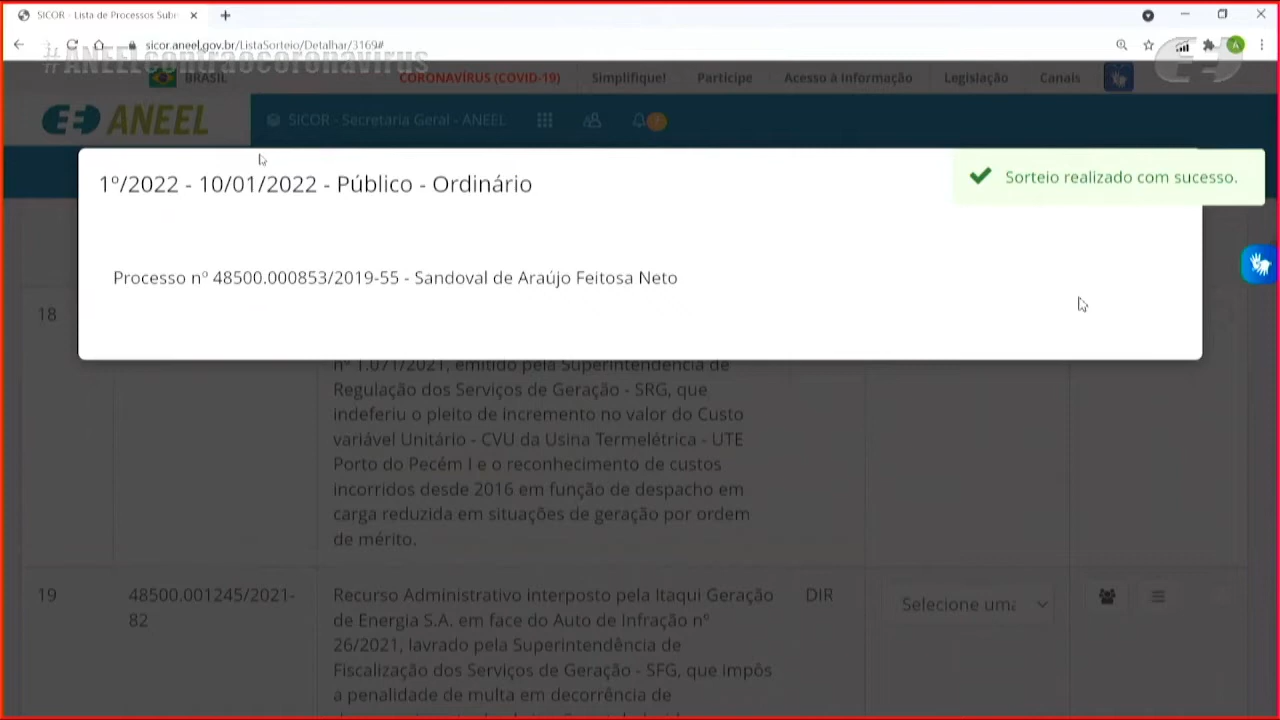 SICOR - Lista de Processos Subm
sicor.aneel.gov.br/ListaSorteio/Detalhar/3169#
A
#ANEELcontraocoronavírus
BRASIL
CORONAVÍRUS (COVID-19)
Simplifique!
Participe
Acesso à Informação
Legislação
Canais
ANEEL
SICOR - Secretaria Geral - ANEEL
1º/2022 - 10/01/2022 - Público - Ordinário
Sorteio realizado com sucesso.
Processo nº 48500.000853/2019-55 - Sandoval de Araújo Feitosa Neto
18
nº 1.071/2021, emitido pela Superintendência de
Regulação dos Serviços de Geração - SRG, que
indeferiu o pleito de incremento no valor do Custo
variável Unitário - CVU da Usina Termelétrica - UTE
Porto do Pecém I e o reconhecimento de custos
incorridos desde 2016 em função de despacho em
carga reduzida em situações de geração por ordem
de mérito.
19
48500.001245/2021-
82
Recurso Administrativo interposto pela Itaqui Geração
de Energia S.A. em face do Auto de Infração nº
26/2021, lavrado pela Superintendência de
Fiscalização dos Serviços de Geração - SFG, que impôs
a penalidade de multa em decorrência de
DIR
Selecione uma